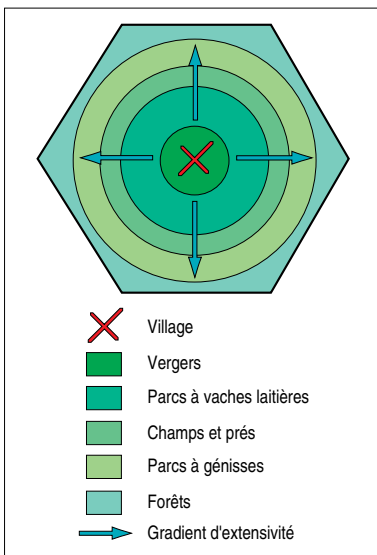 Village
Vergers
Parcs à vaches laitières
Champs et prés
Parcs à génisses
Forêts
Gradient d'extensivité